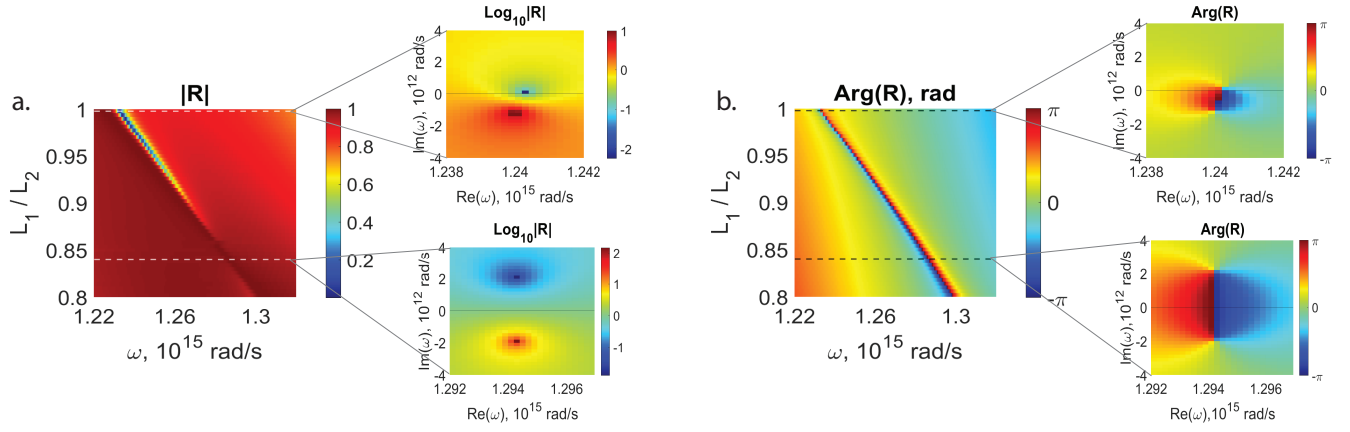 a.
|R|
1
0.95
0.9
0.85
0.8
L1 / L2
1.22
1.26
1.3
ω, 10^15 rad/s
1
0.8
0.6
0.4
0.2
Log10|R|
4
2
0
-2
-4
Im(ω), 10^12 rad/s
1.238
1.24
1.242
Re(ω), 10^15 rad/s
1
0
-1
-2
Log10|R|
4
2
0
-2
-4
Im(ω), 10^12 rad/s
1.292
1.294
1.296
Re(ω), 10^15 rad/s
2
1
0
-1
b.
Arg(R), rad
1
0.95
0.9
0.85
0.8
L1 / L2
1.22
1.26
1.3
ω, 10^15 rad/s
π
0
-π
Arg(R)
4
2
0
-2
-4
Im(ω), 10^12 rad/s
1.238
1.24
1.242
Re(ω), 10^15 rad/s
π
0
-π
Arg(R)
4
2
0
-2
-4
Im(ω),10^12 rad/s
1.292
1.294
1.296
Re(ω),10^15 rad/s
π
0
-π